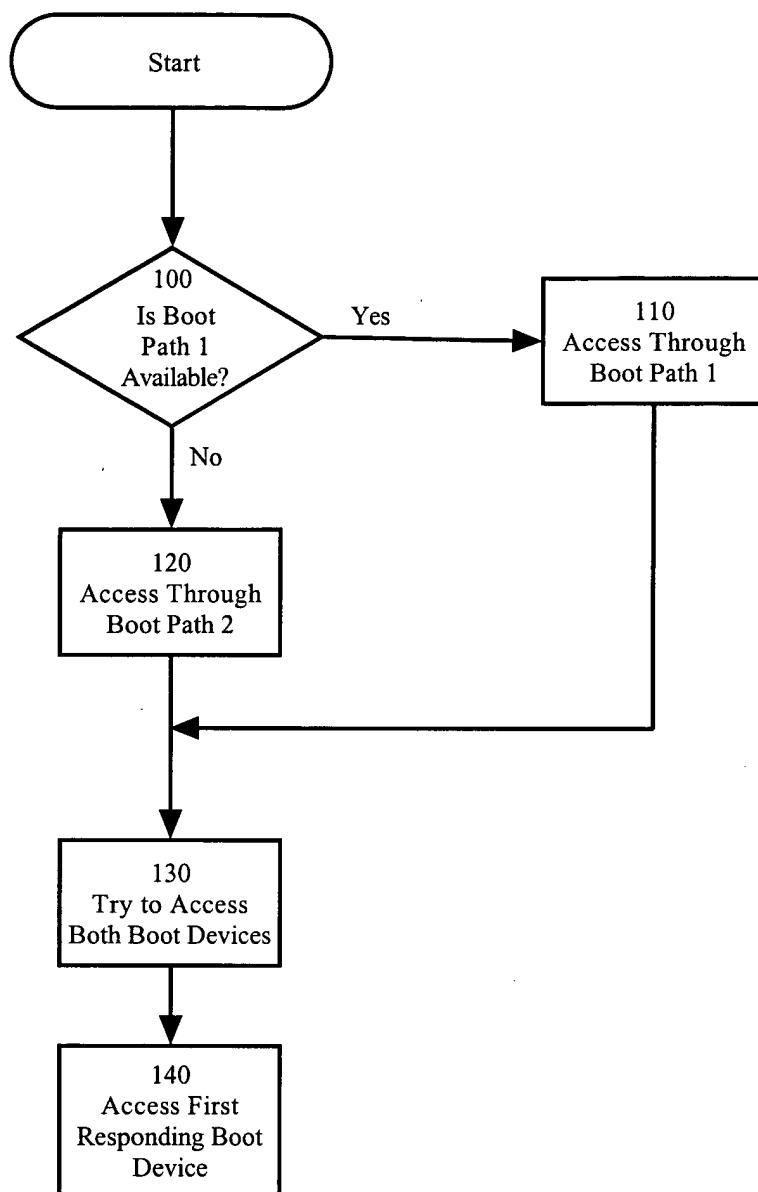 Start
100
Is Boot
Path 1
Available?
Yes
110
Access Through
Boot Path 1
No
120
Access Through
Boot Path 2
130
Try to Access
Both Boot Devices
140
Access First
Responding Boot
Device